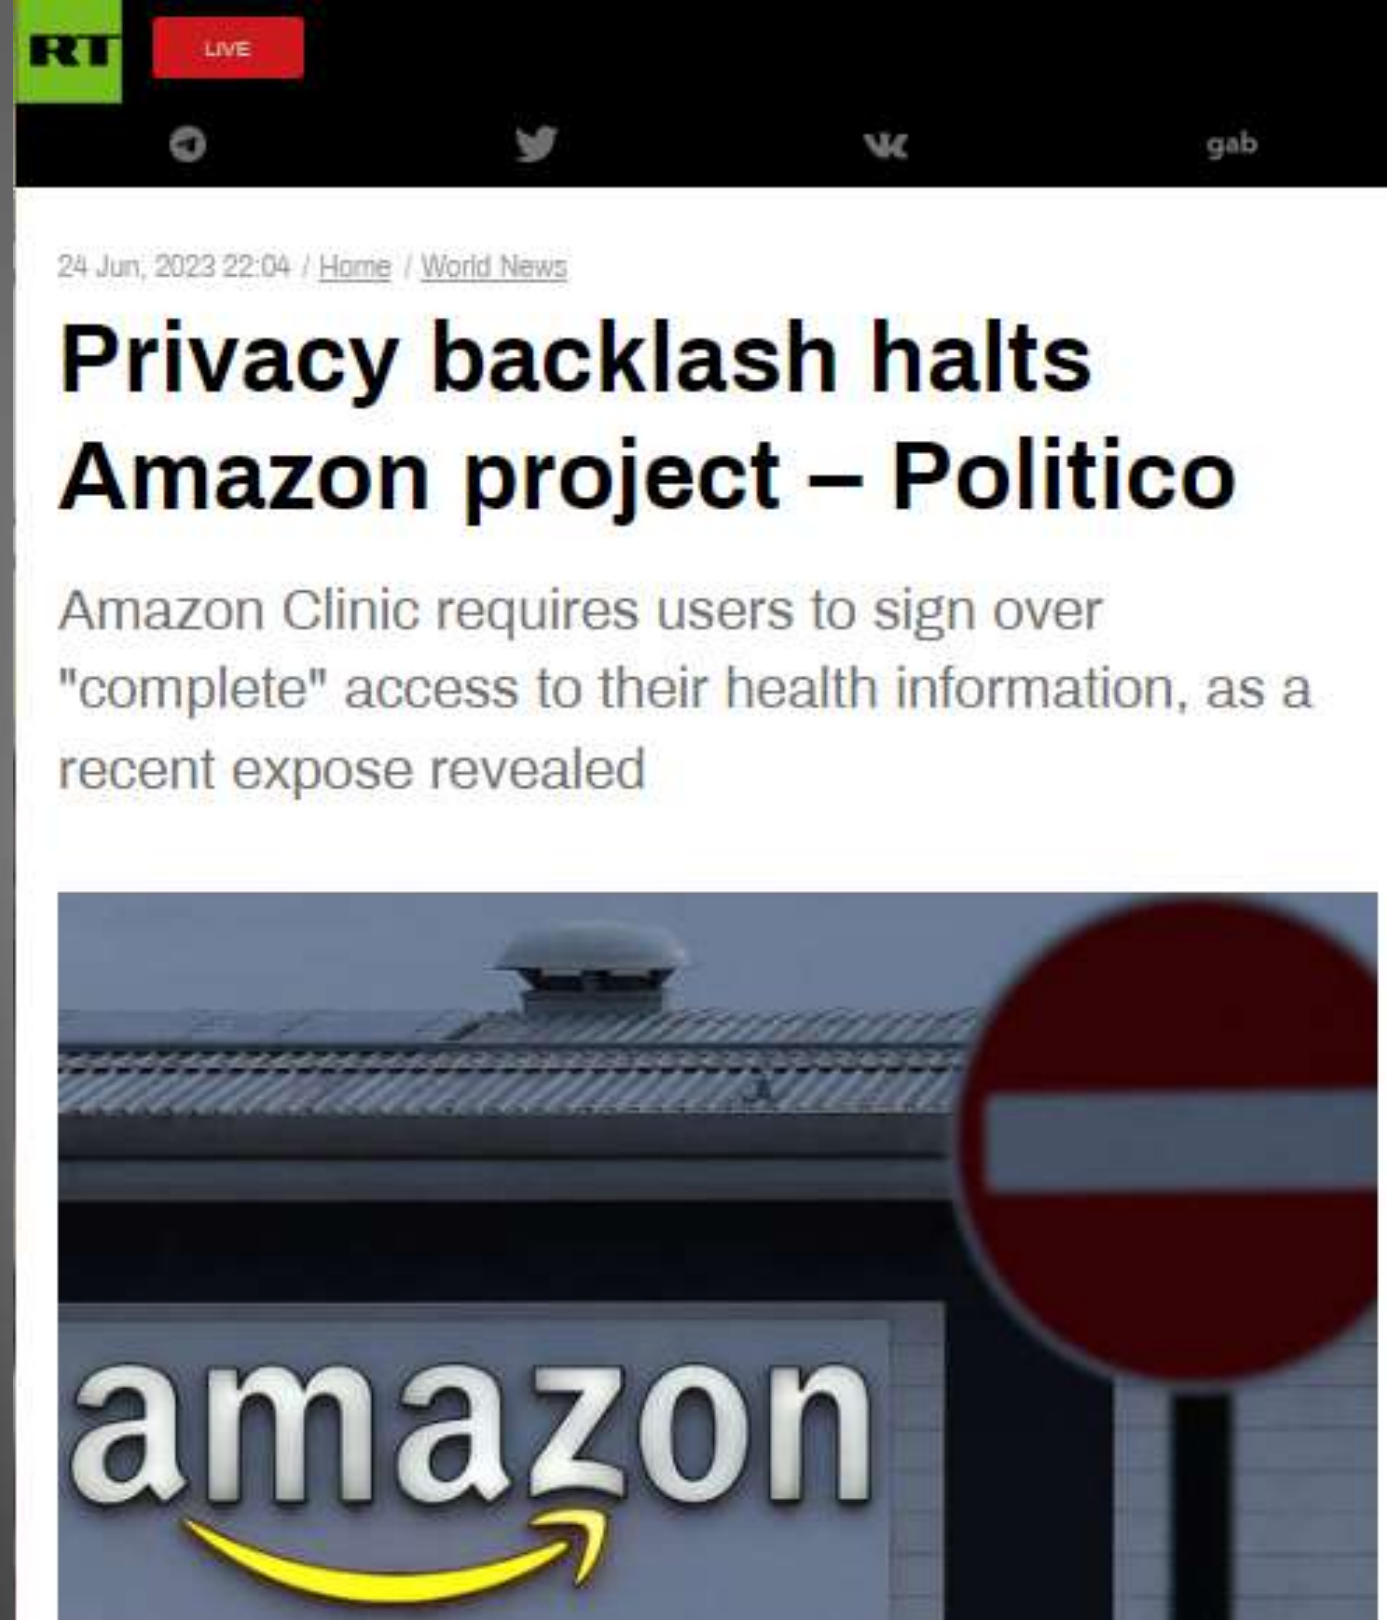 RT
LIVE
gab
24 Jun, 2023 22:04 / Home / World News
Privacy backlash halts
Amazon project – Politico
Amazon Clinic requires users to sign over
"complete" access to their health information, as a
recent expose revealed
amazon